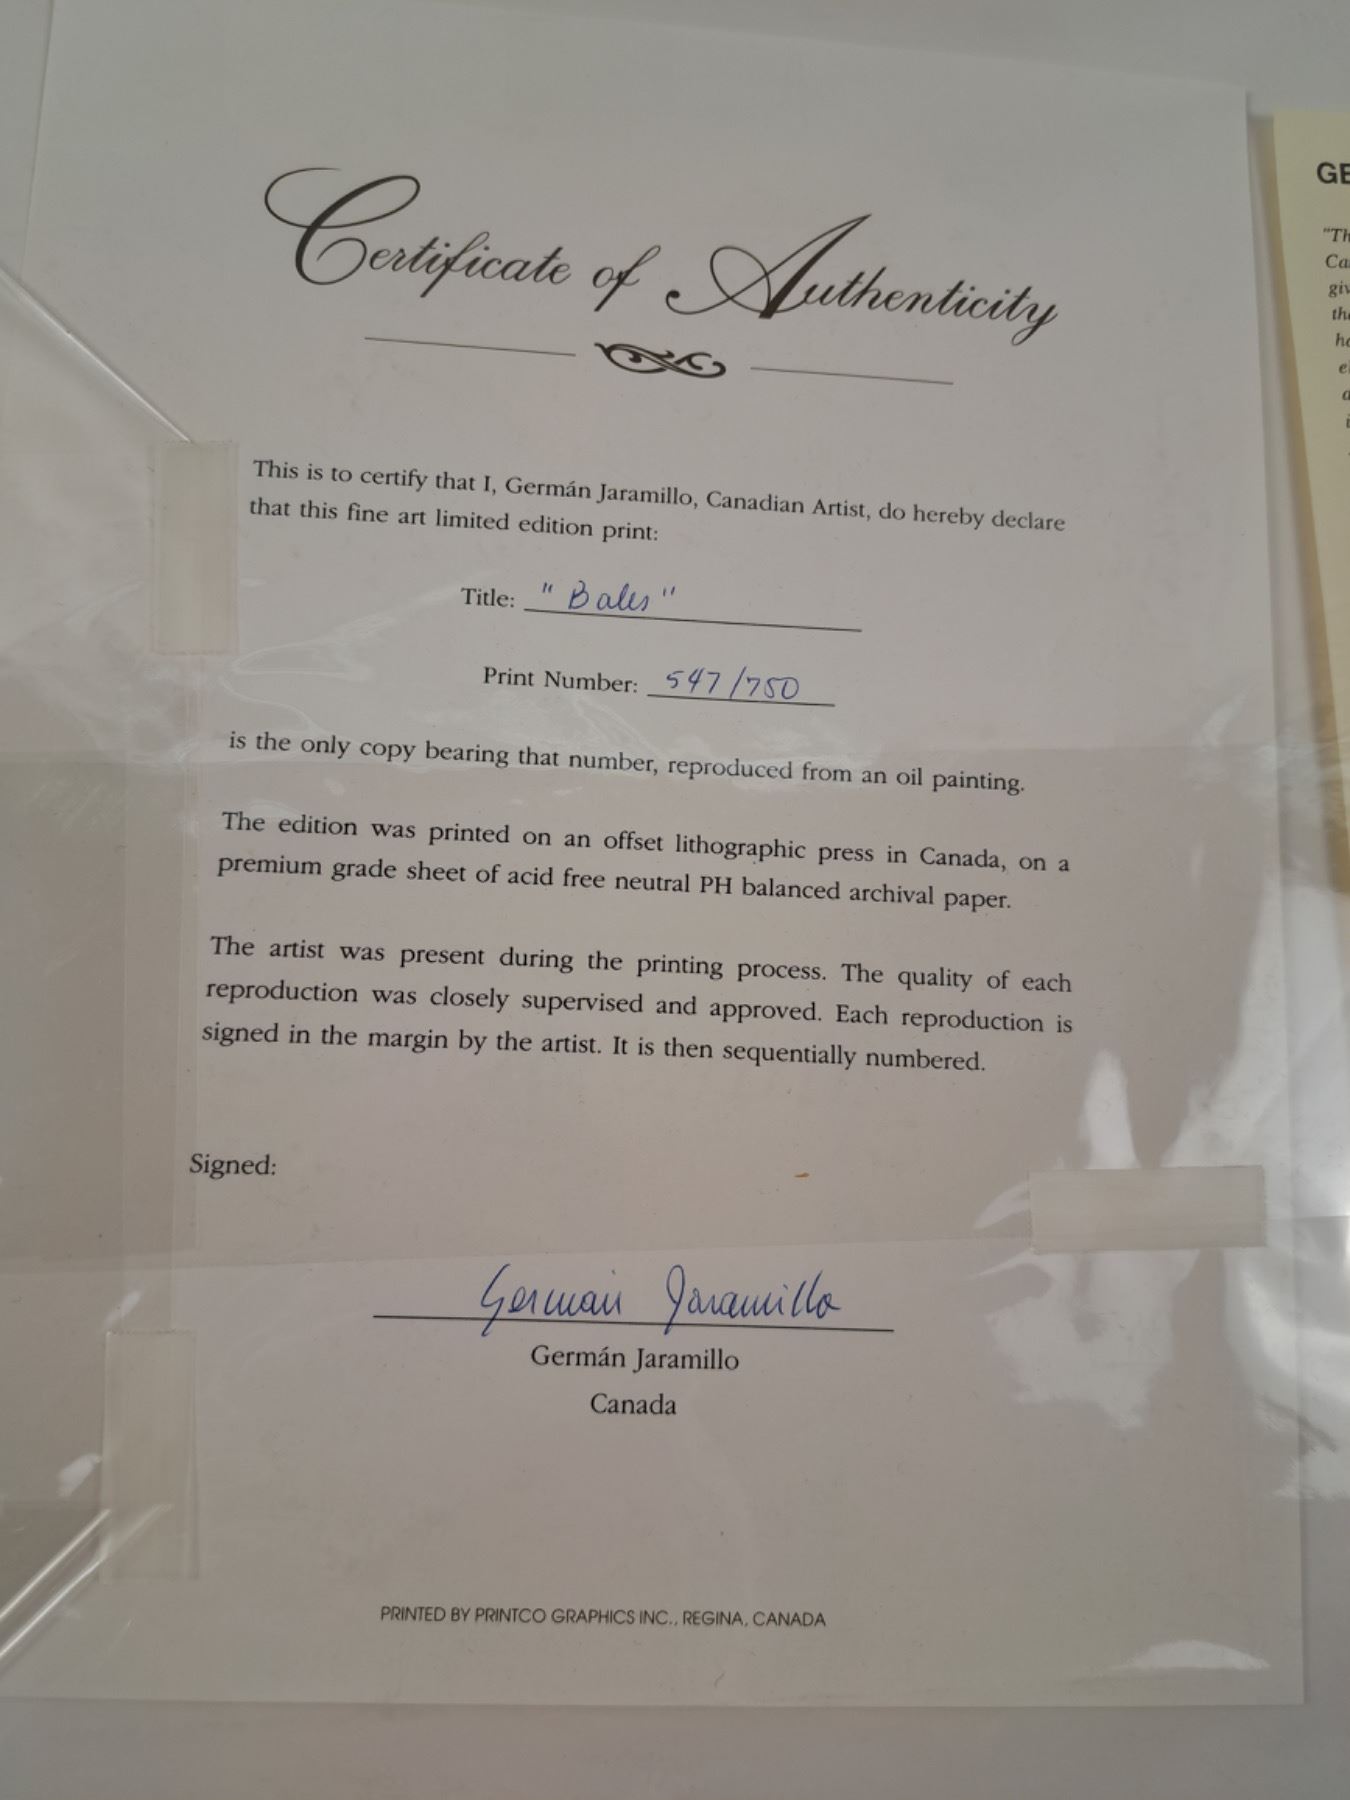 Certificate of Authenticity
This is to certify that I, Germán Jaramillo, Canadian Artist, do hereby declare
that this fine art limited edition print:
Title: "Bales"
Print Number: 547/750
is the only copy bearing that number, reproduced from an oil painting.
The edition was printed on an offset lithographic press in Canada, on a
premium grade sheet of acid free neutral PH balanced archival paper.
The artist was present during the printing process. The quality of each
reproduction was closely supervised and approved. Each reproduction is
signed in the margin by the artist. It is then sequentially numbered.
Signed:
Germán Jaramillo
Germán Jaramillo
Canada
PRINTED BY PRINTCO GRAPHICS INC., REGINA, CANADA